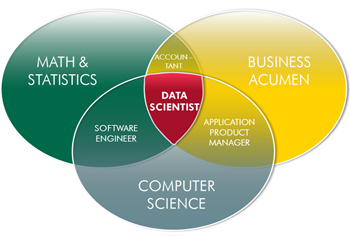 MATH &
STATISTICS
ACCOUN -
TANT
BUSINESS
ACUMEN
DATA
SCIENTIST
SOFTWARE
ENGINEER
APPLICATION
PRODUCT
MANAGER
COMPUTER
SCIENCE